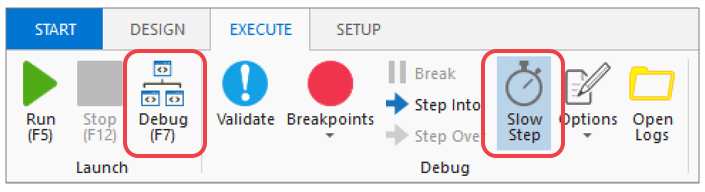 START DESIGN EXECUTE SETUP
Run
(F5)
Stop
(F12)
Debug
(F7)
Launch
Validate
Breakpoints
Break
Step Into
Step Over
Slow
Step
Options
Open
Logs
Debug